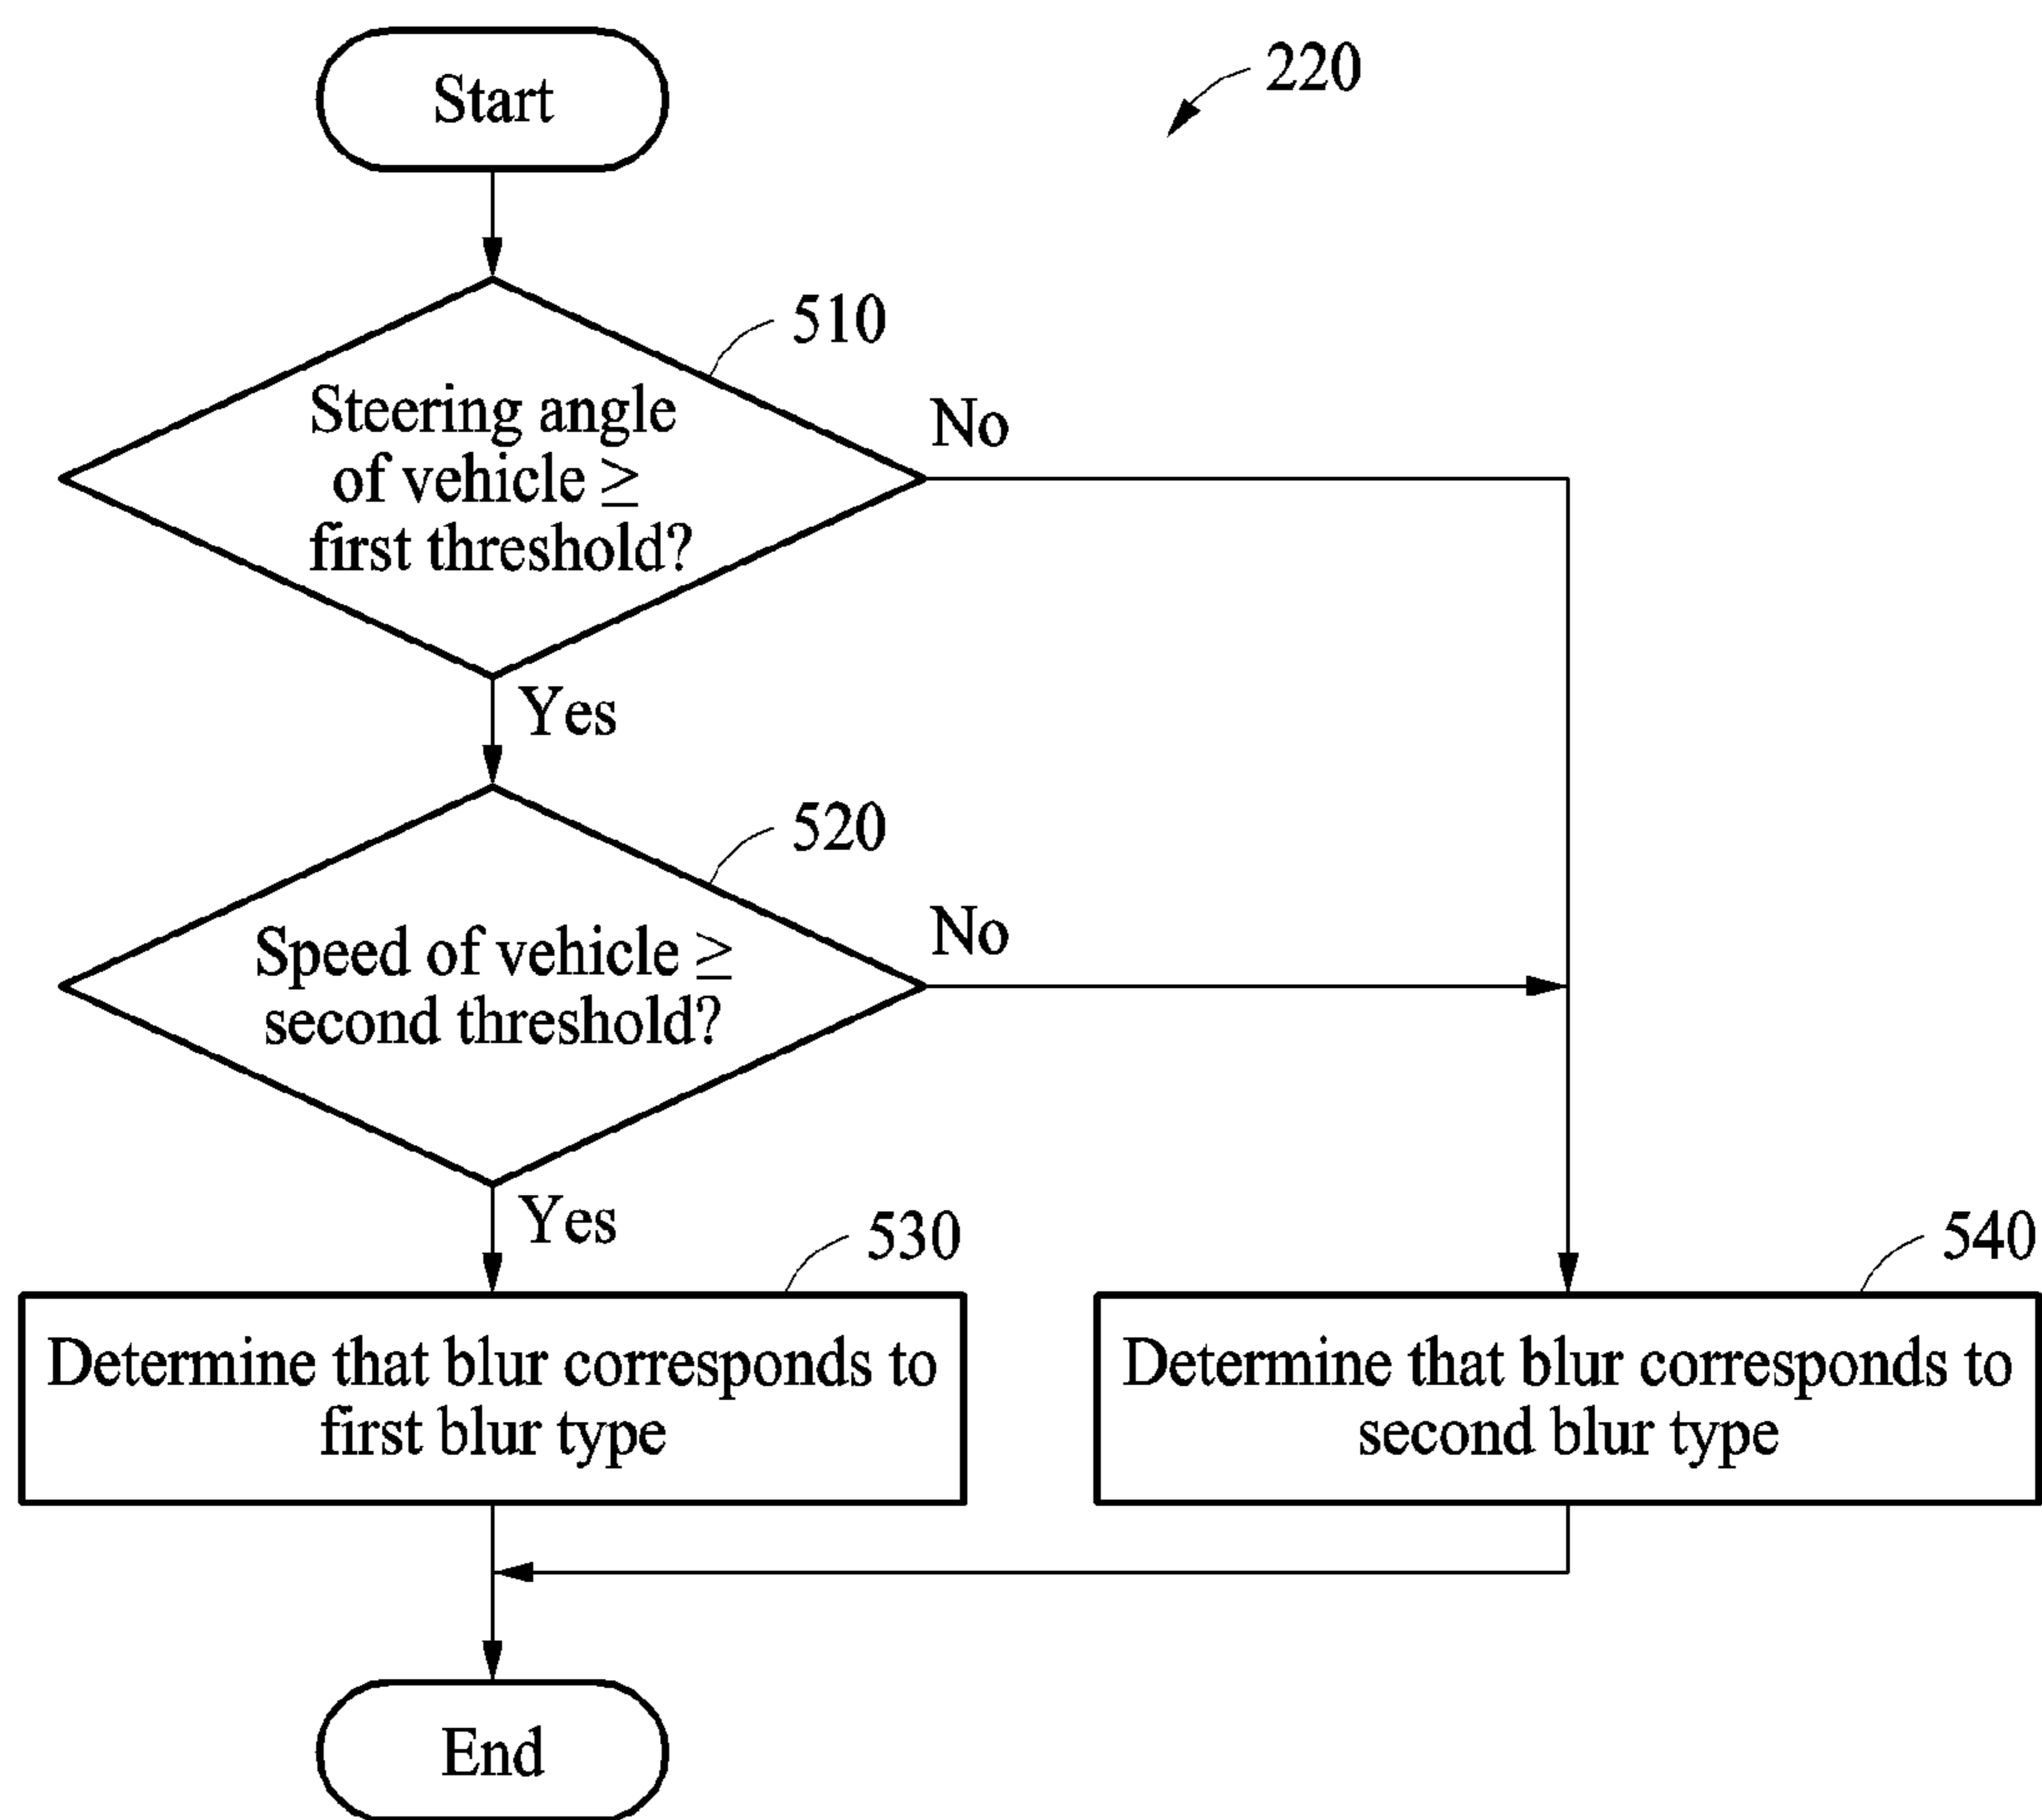 Start
220
510
Steering angle
of vehicle ≥
first threshold?
No
Yes
520
Speed of vehicle ≥
second threshold?
No
Yes
530
Determine that blur corresponds to
first blur type
540
Determine that blur corresponds to
second blur type
End